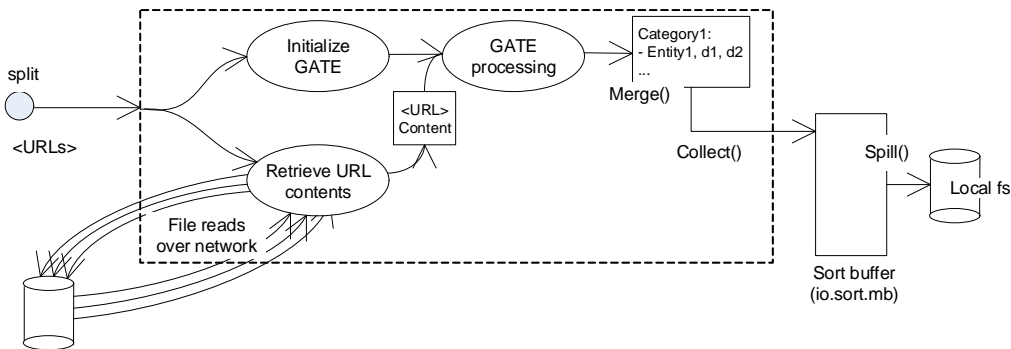 split
<URLs>
Initialize
GATE
GATE
processing
Category1:
- Entity1, d1, d2
...
Merge()
<URL>
Content
Retrieve URL
contents
File reads
over network
Collect()
Spill()
Local fs
Sort buffer
(io.sort.mb)